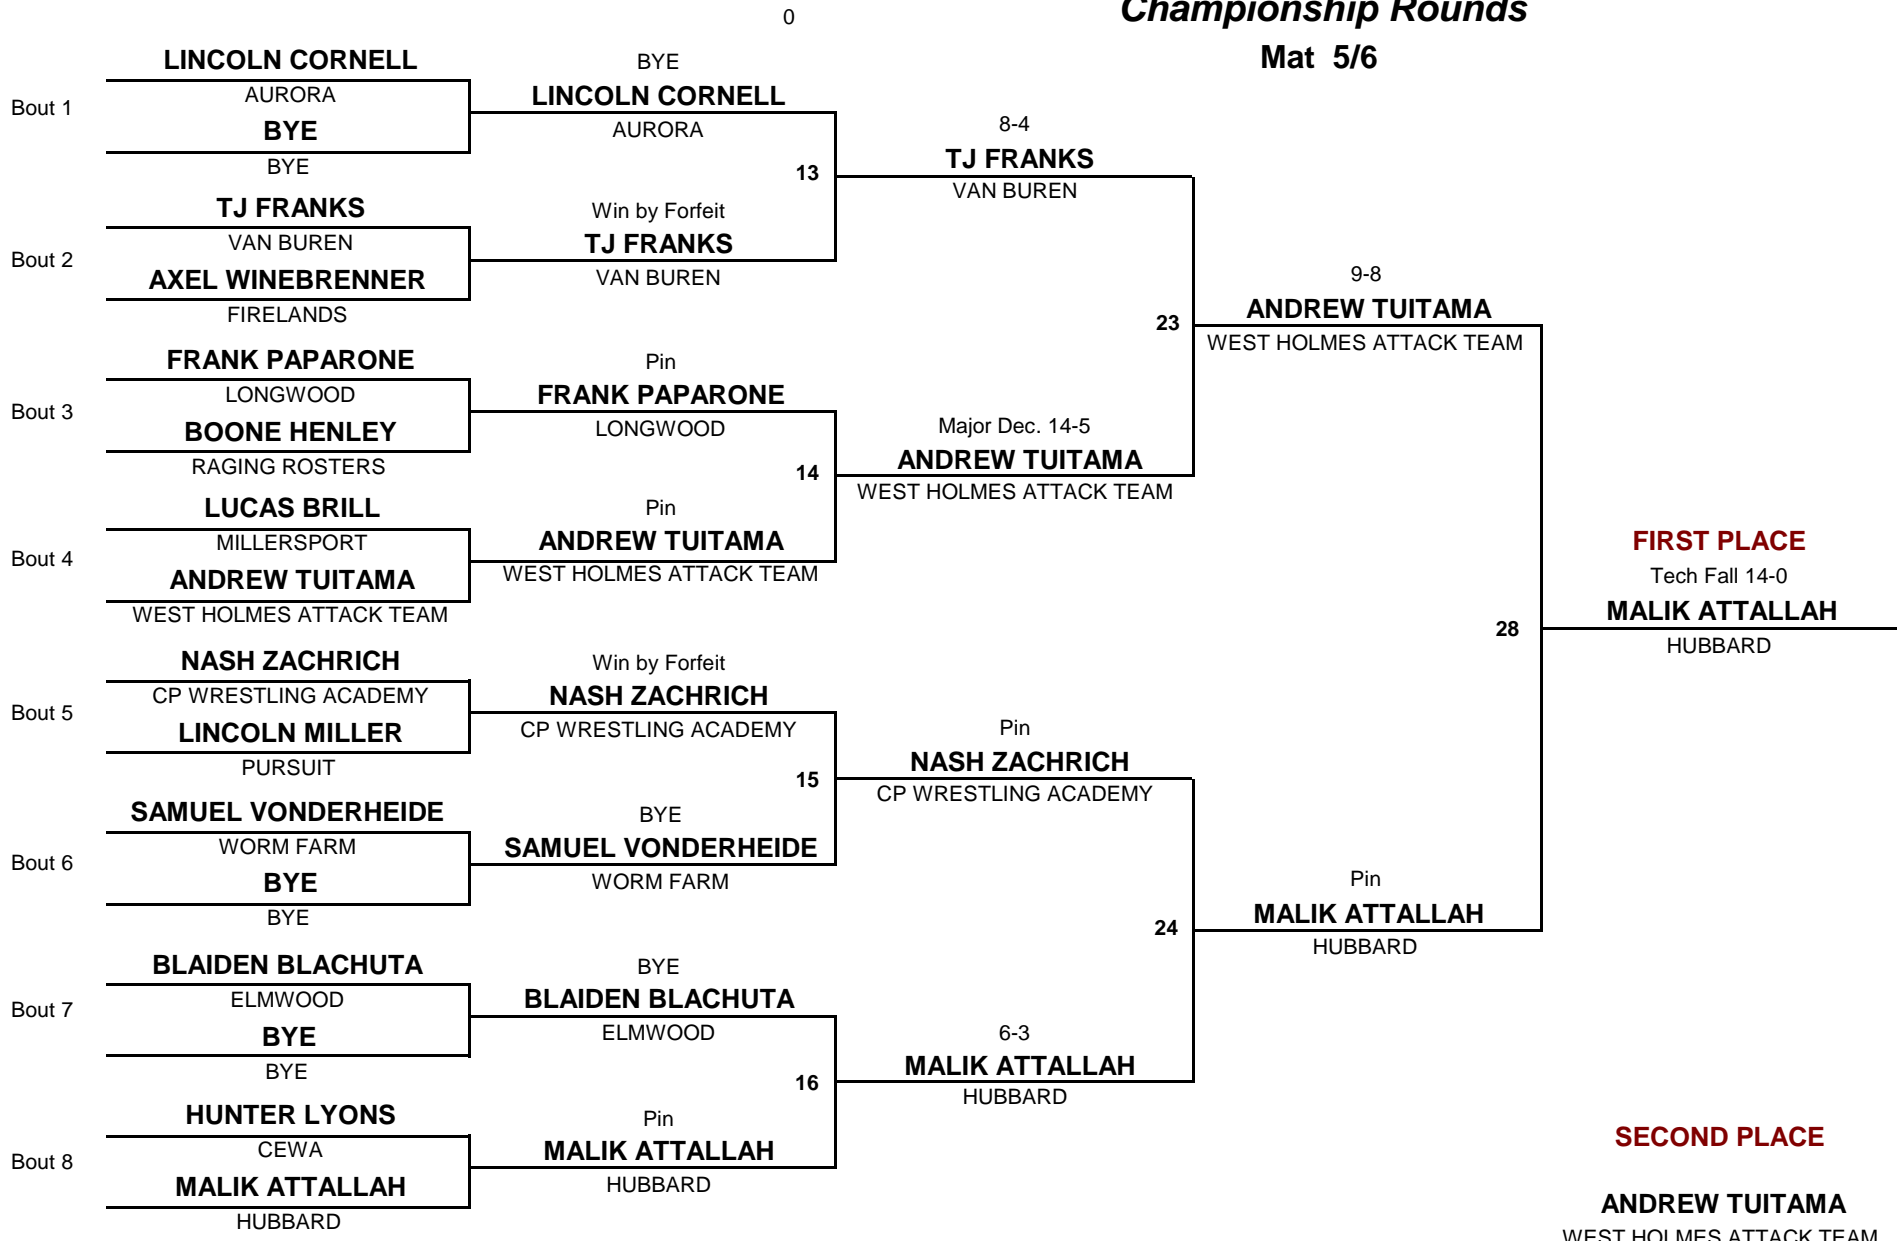 0
Championship Rounds
Mat 5/6
Bout 1
LINCOLN CORNELL
AURORA
BYE
BYE
Bout 2
TJ FRANKS
VAN BUREN
AXEL WINEBRENNER
FIRELANDS
Bout 3
FRANK PAPARONE
LONGWOOD
BOONE HENLEY
RAGING ROSTERS
Bout 4
LUCAS BRILL
MILLERSPORT
ANDREW TUITAMA
WEST HOLMES ATTACK TEAM
Bout 5
NASH ZACHRICH
CP WRESTLING ACADEMY
LINCOLN MILLER
PURSUIT
Bout 6
SAMUEL VONDERHEIDE
WORM FARM
BYE
BYE
Bout 7
BLAIDEN BLACHUTA
ELMWOOD
BYE
BYE
Bout 8
HUNTER LYONS
CEWA
MALIK ATTALLAH
HUBBARD
BYE
LINCOLN CORNELL
AURORA
13
Win by Forfeit
TJ FRANKS
VAN BUREN
Pin
FRANK PAPARONE
LONGWOOD
14
Pin
ANDREW TUITAMA
WEST HOLMES ATTACK TEAM
Win by Forfeit
NASH ZACHRICH
CP WRESTLING ACADEMY
15
BYE
SAMUEL VONDERHEIDE
WORM FARM
BYE
BLAIDEN BLACHUTA
ELMWOOD
16
Pin
MALIK ATTALLAH
HUBBARD
8-4
TJ FRANKS
VAN BUREN
23
Major Dec. 14-5
ANDREW TUITAMA
WEST HOLMES ATTACK TEAM
Pin
NASH ZACHRICH
CP WRESTLING ACADEMY
24
6-3
MALIK ATTALLAH
HUBBARD
9-8
ANDREW TUITAMA
WEST HOLMES ATTACK TEAM
28
Pin
MALIK ATTALLAH
HUBBARD
FIRST PLACE
Tech Fall 14-0
MALIK ATTALLAH
HUBBARD
SECOND PLACE
ANDREW TUITAMA
WEST HOLMES ATTACK TEAM